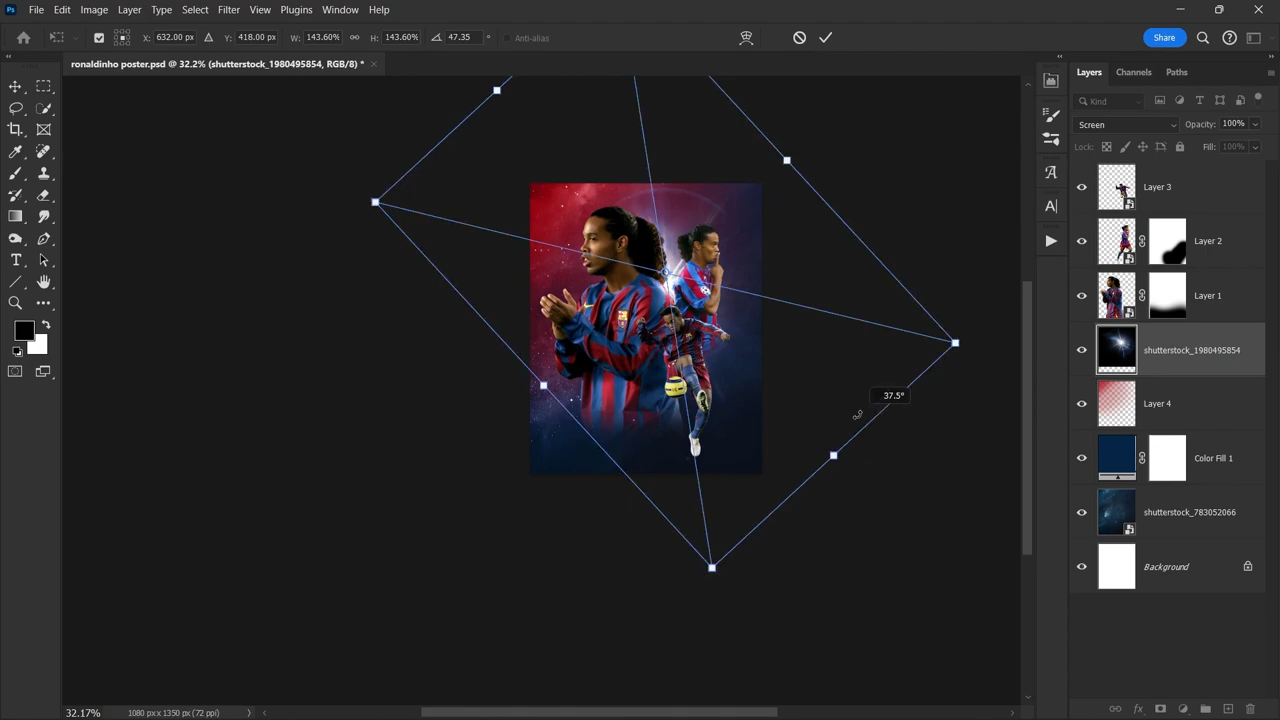 Ps File Edit Image Layer Type Select Filter View Plugins Window Help
X: 632.00 px Y: 418.00 px W: 143.60% H: 143.60% 47.35 ° Anti-alias Share
ronaldinho poster.psd @ 32.2% (shutterstock_1980495854, RGB/8) *
Layers Channels Paths
Kind
Screen Opacity: 100%
Lock: Fill: 100%
Layer 3
Layer 2
Layer 1
shutterstock_1980495854
37.5°
Layer 4
Color Fill 1
shutterstock_783052066
Background
32.17% 1080 px x 1350 px (72 ppi)